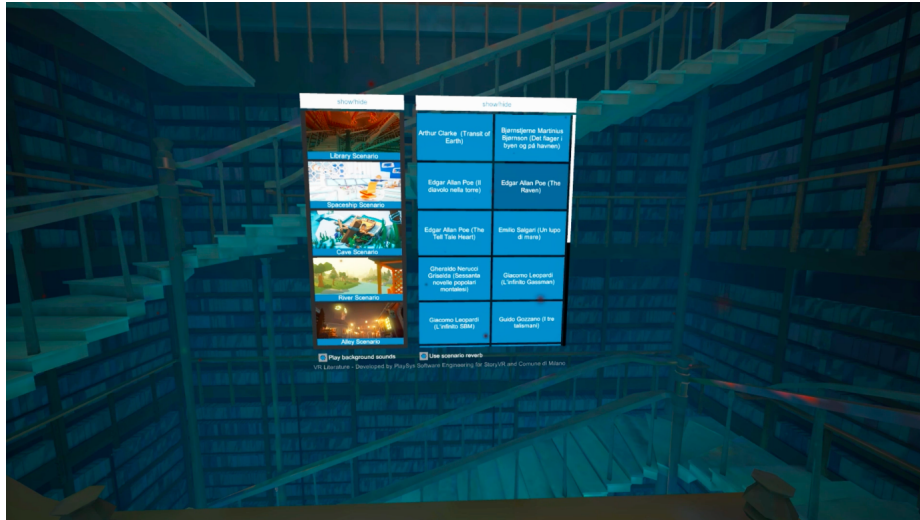 show/hide
Library Scenario
Spaceship Scenario
Cave Scenario
River Scenario
Alley Scenario
Play background sounds
show/hide
Arthur Clarke (Transit of
Earth)
Bjørnstjerne Martinius
Bjørnson (Det flager i
byen og på havnen)
Edgar Allan Poe (Il
diavolo nella torre)
Edgar Allan Poe (The
Raven)
Edgar Allan Poe (The
Tell Tale Heart)
Emilio Salgari (Un lupo
di mare)
Gherardo Nerucci
Griselda (Sessanta
novelle popolari
montalesi)
Giacomo Leopardi
(L'infinito Gassman)
Giacomo Leopardi
(L'infinito SBM)
Guido Gozzano (I tre
talismani)
Use scenario reverb
VR Literature - Developed by PlaySys Software Engineering for StoryVR and Comune di Milano